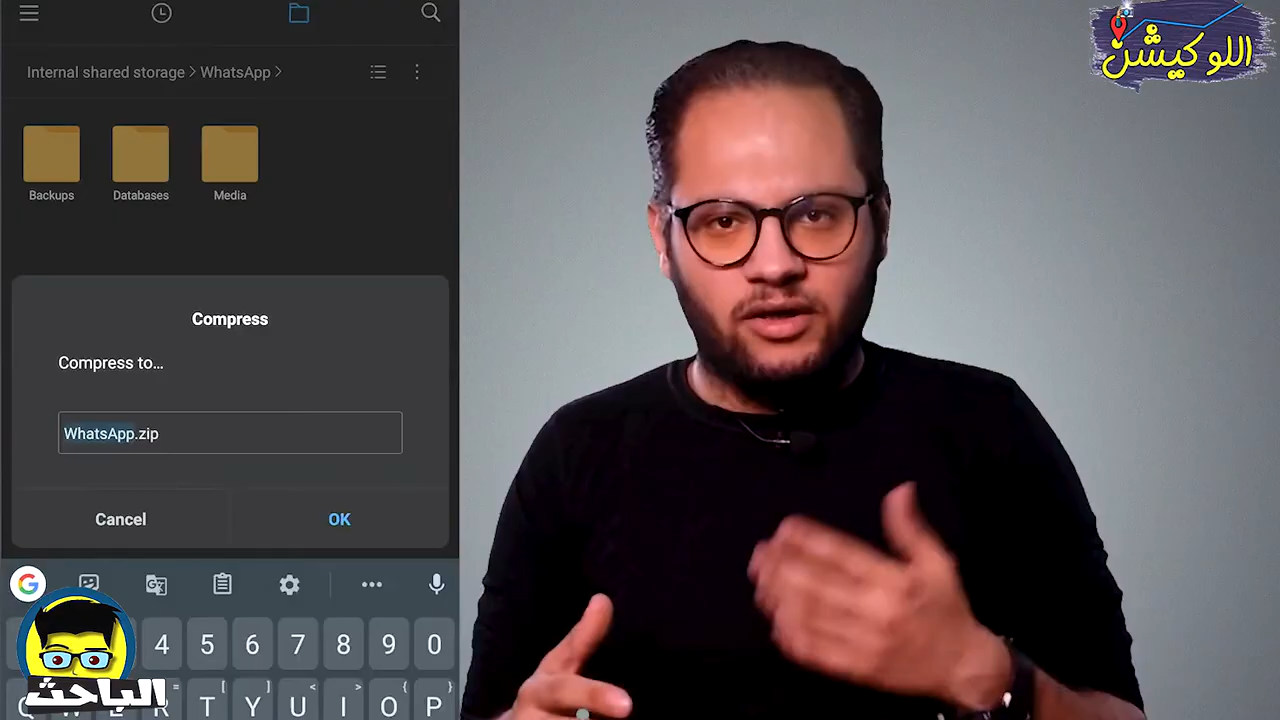 اللوكيشن
Internal shared storage > WhatsApp >
Backups
Databases
Media
Compress
Compress to...
WhatsApp.zip
Cancel
OK
G
4 5 6 7 8 9 0
R T Y U I O P
= [ ] < > { }
الباحث